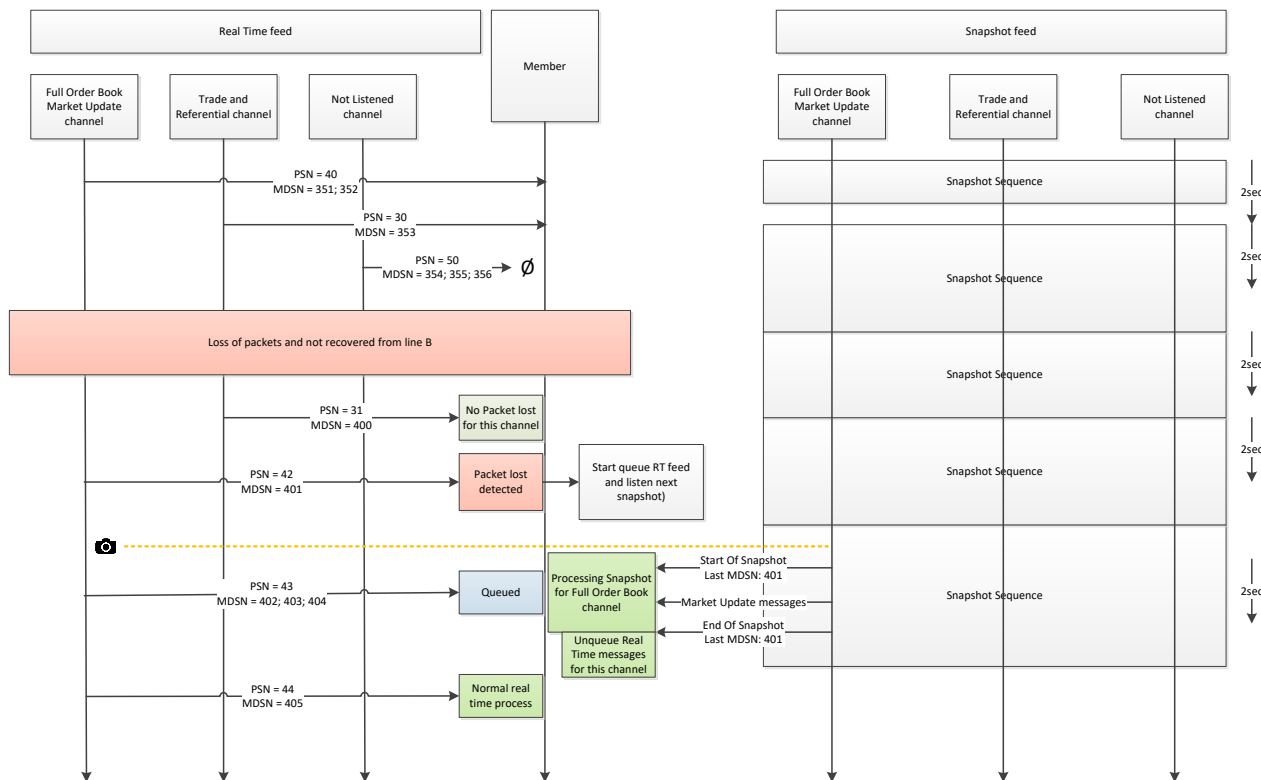 Real Time feed
Member
Snapshot feed
Full Order Book
Market Update
channel
Trade and
Referential channel
Not Listened
channel
Full Order Book
Market Update
channel
Trade and
Referential channel
Not Listened
channel
PSN = 40
MDSN = 351; 352
Snapshot Sequence
2sec
PSN = 30
MDSN = 353
PSN = 50
MDSN = 354; 355; 356
Ø
Snapshot Sequence
2sec
Loss of packets and not recovered from line B
Snapshot Sequence
2sec
PSN = 31
MDSN = 400
No Packet lost
for this channel
PSN = 42
MDSN = 401
Packet lost
detected
Start queue RT feed
and listen next
snapshot)
Snapshot Sequence
2sec
Start Of Snapshot
Last MDSN: 401
Processing Snapshot
for Full Order Book
channel
PSN = 43
MDSN = 402; 403; 404
Queued
Market Update messages
Snapshot Sequence
2sec
End Of Snapshot
Last MDSN: 401
Unqueue Real
Time messages
for this channel
PSN = 44
MDSN = 405
Normal real
time process